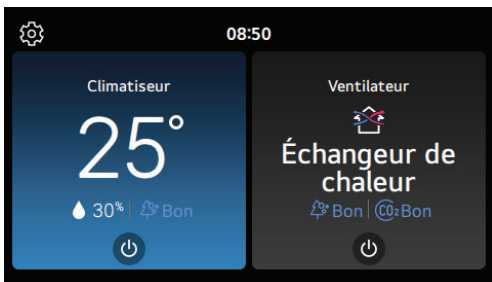 08:50
Climatiseur
25°
30% Bon
Ventilateur
Échangeur de
chaleur
Bon CO2 Bon